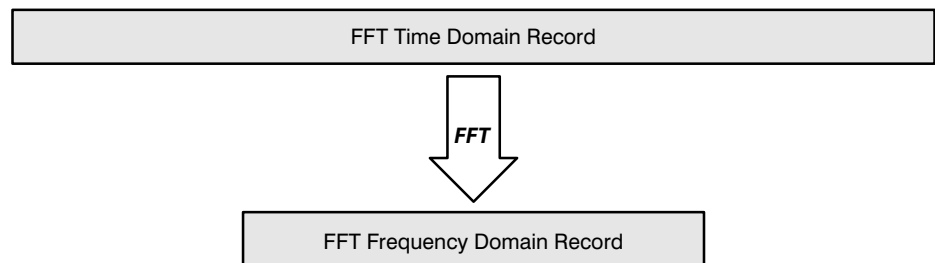 FFT Time Domain Record
FFT
FFT Frequency Domain Record